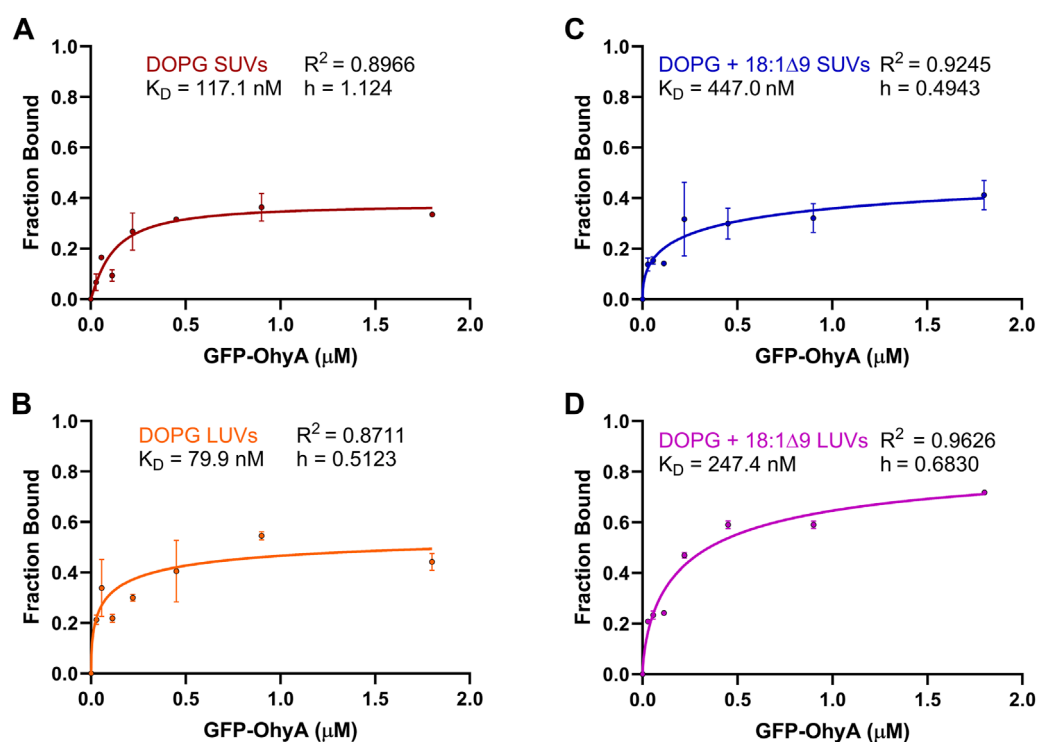 A
DOPG SUVs R² = 0.8966
K_D = 117.1 nM h = 1.124
Fraction Bound
1.0
0.8
0.6
0.4
0.2
0.0
0.0 0.5 1.0 1.5 2.0
GFP-OhyA (μM)
C
DOPG + 18:1Δ9 SUVs R² = 0.9245
K_D = 447.0 nM h = 0.4943
Fraction Bound
1.0
0.8
0.6
0.4
0.2
0.0
0.0 0.5 1.0 1.5 2.0
GFP-OhyA (μM)
B
DOPG LUVs R² = 0.8711
K_D = 79.9 nM h = 0.5123
Fraction Bound
1.0
0.8
0.6
0.4
0.2
0.0
0.0 0.5 1.0 1.5 2.0
GFP-OhyA (μM)
D
DOPG + 18:1Δ9 LUVs R² = 0.9626
K_D = 247.4 nM h = 0.6830
Fraction Bound
1.0
0.8
0.6
0.4
0.2
0.0
0.0 0.5 1.0 1.5 2.0
GFP-OhyA (μM)